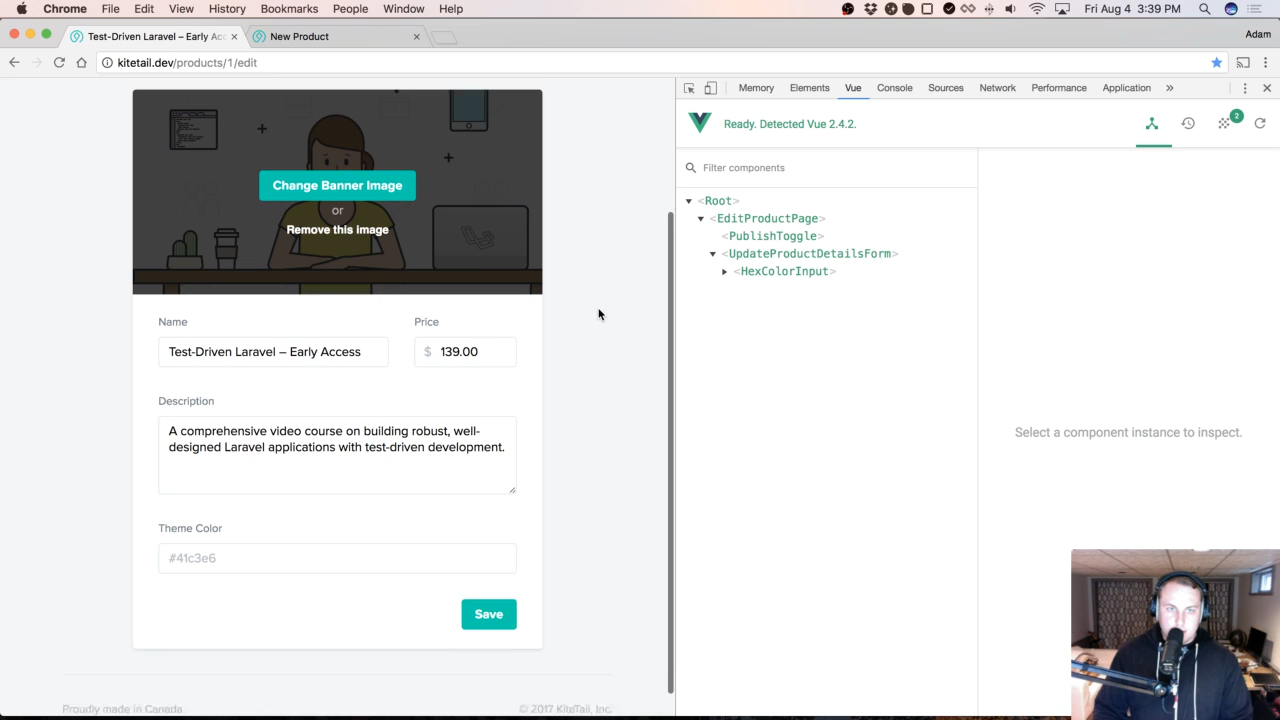 Chrome File Edit View History Bookmarks People Window Help
Fri Aug 4 3:39 PM
Test-Driven Laravel – Early Acc
New Product
Adam
kitetail.dev/products/1/edit
Memory Elements Vue Console Sources Network Performance Application »
Ready. Detected Vue 2.4.2.
2
Filter components
<Root>
<EditProductPage>
<PublishToggle>
<UpdateProductDetailsForm>
<HexColorInput>
Select a component instance to inspect.
Change Banner Image
or
Remove this image
Name
Price
Test-Driven Laravel – Early Access
$ 139.00
Description
A comprehensive video course on building robust, well-
designed Laravel applications with test-driven development.
Theme Color
#41c3e6
Save
Proudly made in Canada.
© 2017 KiteTail, Inc.